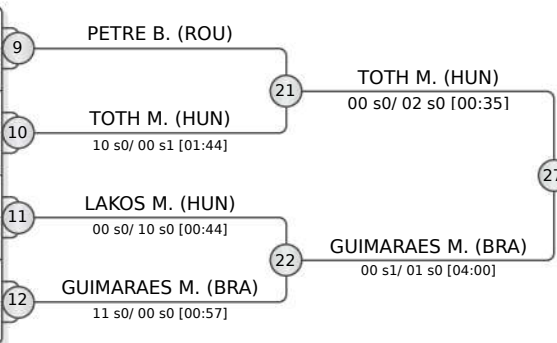 9
PETRE B. (ROU)
21
TOTH M. (HUN)
00 s0/ 02 s0 [00:35]
10
TOTH M. (HUN)
10 s0/ 00 s1 [01:44]
27
11
LAKOS M. (HUN)
00 s0/ 10 s0 [00:44]
22
GUIMARAES M. (BRA)
00 s1/ 01 s0 [04:00]
12
GUIMARAES M. (BRA)
11 s0/ 00 s0 [00:57]